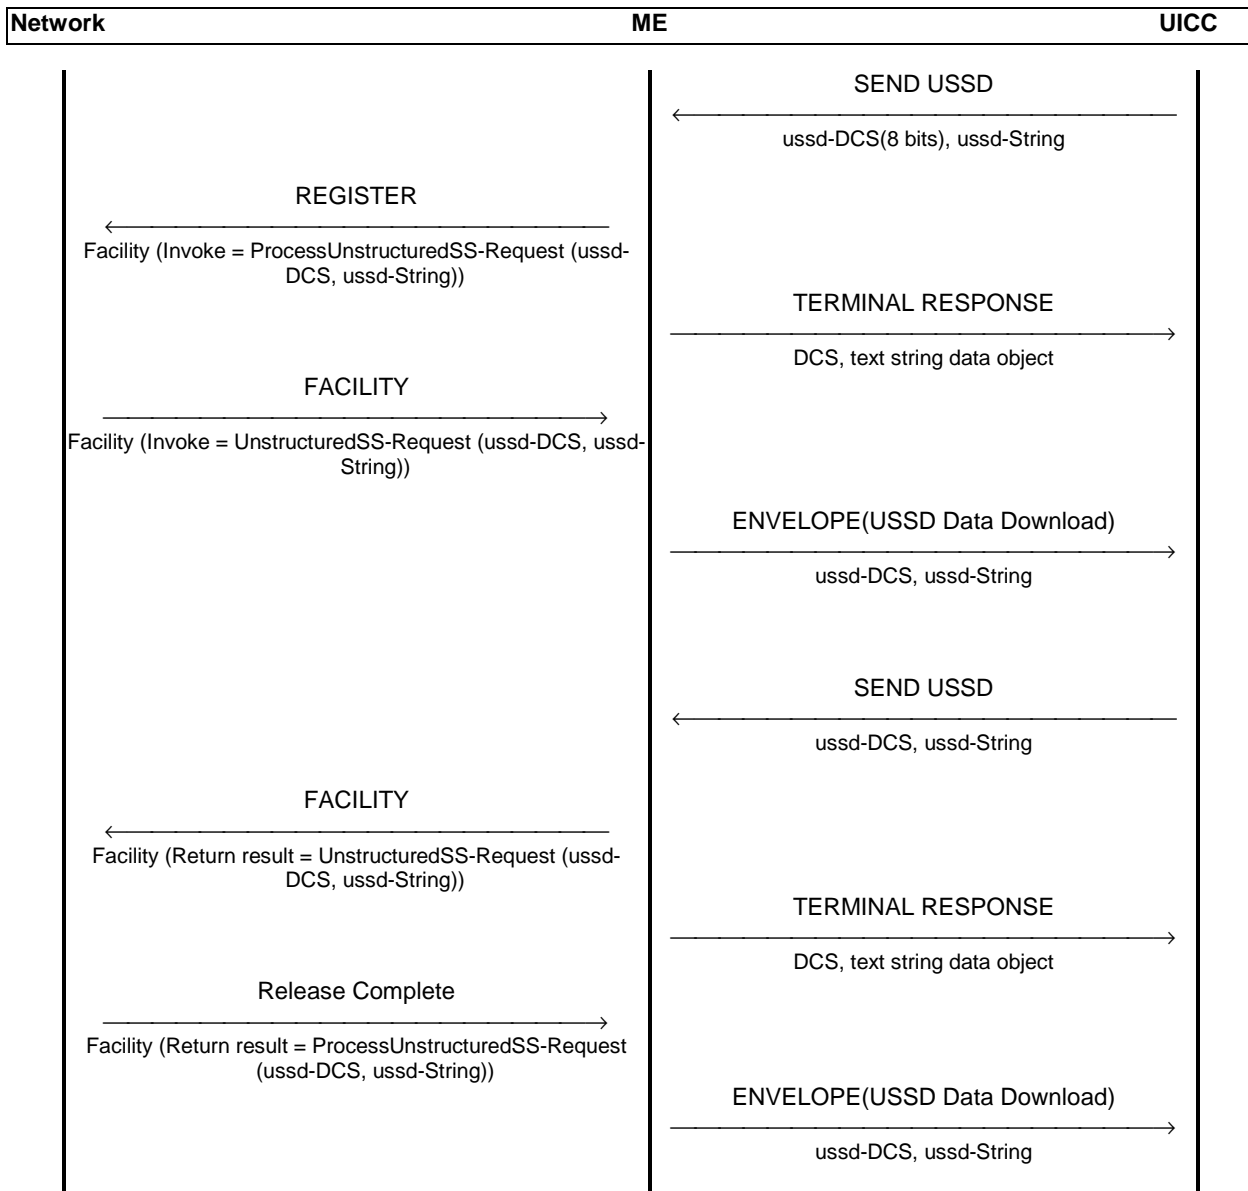 Network ME UICC
SEND USSD
ussd-DCS(8 bits), ussd-String
REGISTER
Facility (Invoke = ProcessUnstructuredSS-Request (ussd-
DCS, ussd-String))
TERMINAL RESPONSE
DCS, text string data object
FACILITY
Facility (Invoke = UnstructuredSS-Request (ussd-DCS, ussd-
String))
ENVELOPE(USSD Data Download)
ussd-DCS, ussd-String
SEND USSD
ussd-DCS, ussd-String
FACILITY
Facility (Return result = UnstructuredSS-Request (ussd-
DCS, ussd-String))
TERMINAL RESPONSE
DCS, text string data object
Release Complete
Facility (Return result = ProcessUnstructuredSS-Request
(ussd-DCS, ussd-String))
ENVELOPE(USSD Data Download)
ussd-DCS, ussd-String